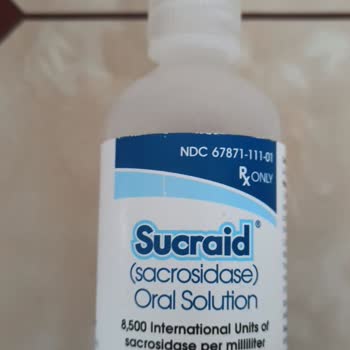 NDC 67871-111-01
Rx ONLY
Sucraid®
(sacrosidase)
Oral Solution
8,500 International Units of
sacrosidase per milliliter